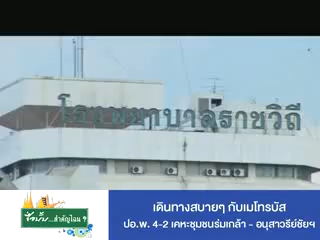 โรงพยาบาลราชวิถี
เดินทางสบายๆ กับเมโทรบัส
ปอ.พ. 4-2 เคหะชุมชนร่มเกล้า - อนุสาวรีย์ชัยฯ